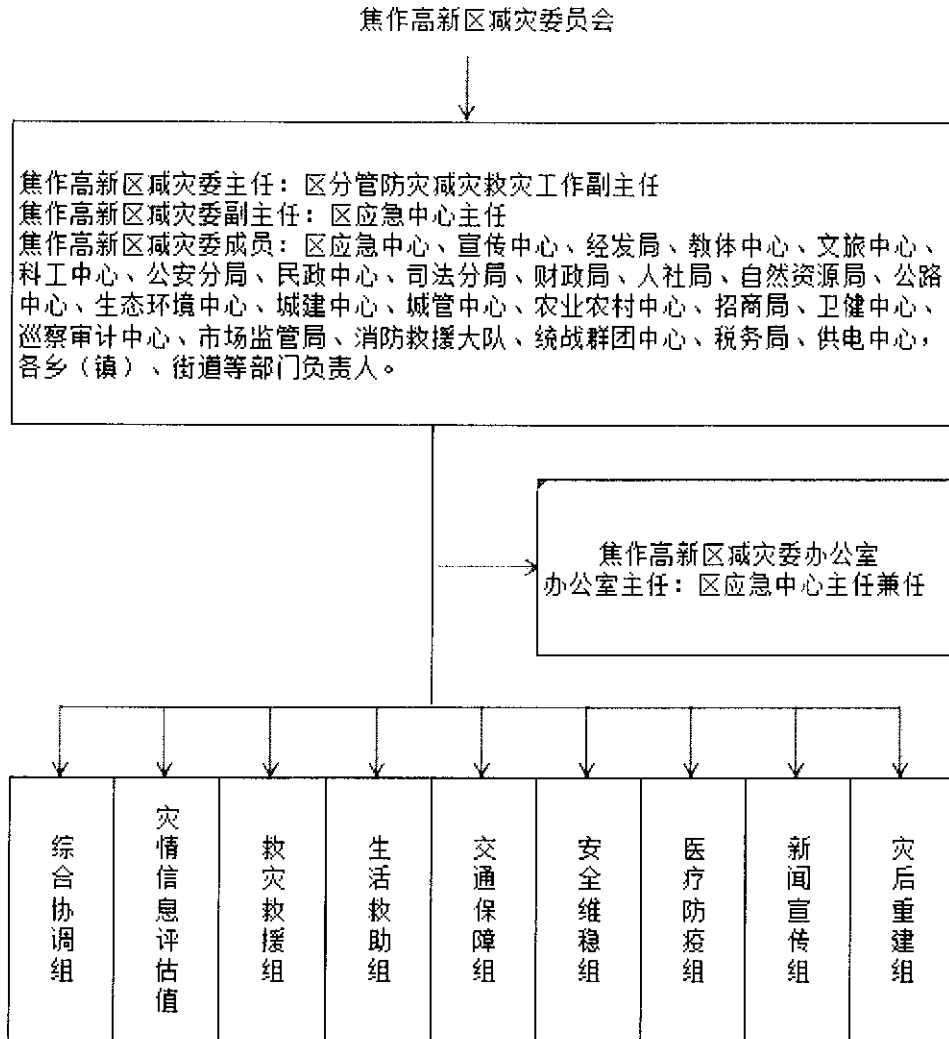 焦作高新区减灾委员会
焦作高新区减灾委主任：区分管防灾减灾救灾工作副主任
焦作高新区减灾委副主任：区应急中心主任
焦作高新区减灾委成员：区应急中心、宣传中心、经发局、教体中心、文旅中心、
科工中心、公安分局、民政中心、司法分局、财政局、人社局、自然资源局、公路
中心、生态环境中心、城建中心、城管中心、农业农村中心、招商局、卫健中心、
巡察审计中心、市场监管局、消防救援大队、统战群团中心、税务局、供电中心，
各乡（镇）、街道等部门负责人。
焦作高新区减灾委办公室
办公室主任：区应急中心主任兼任
综合协调组
灾情信息评估值
救灾救援组
生活救助组
交通保障组
安全维稳组
医疗防疫组
新闻宣传组
灾后重建组